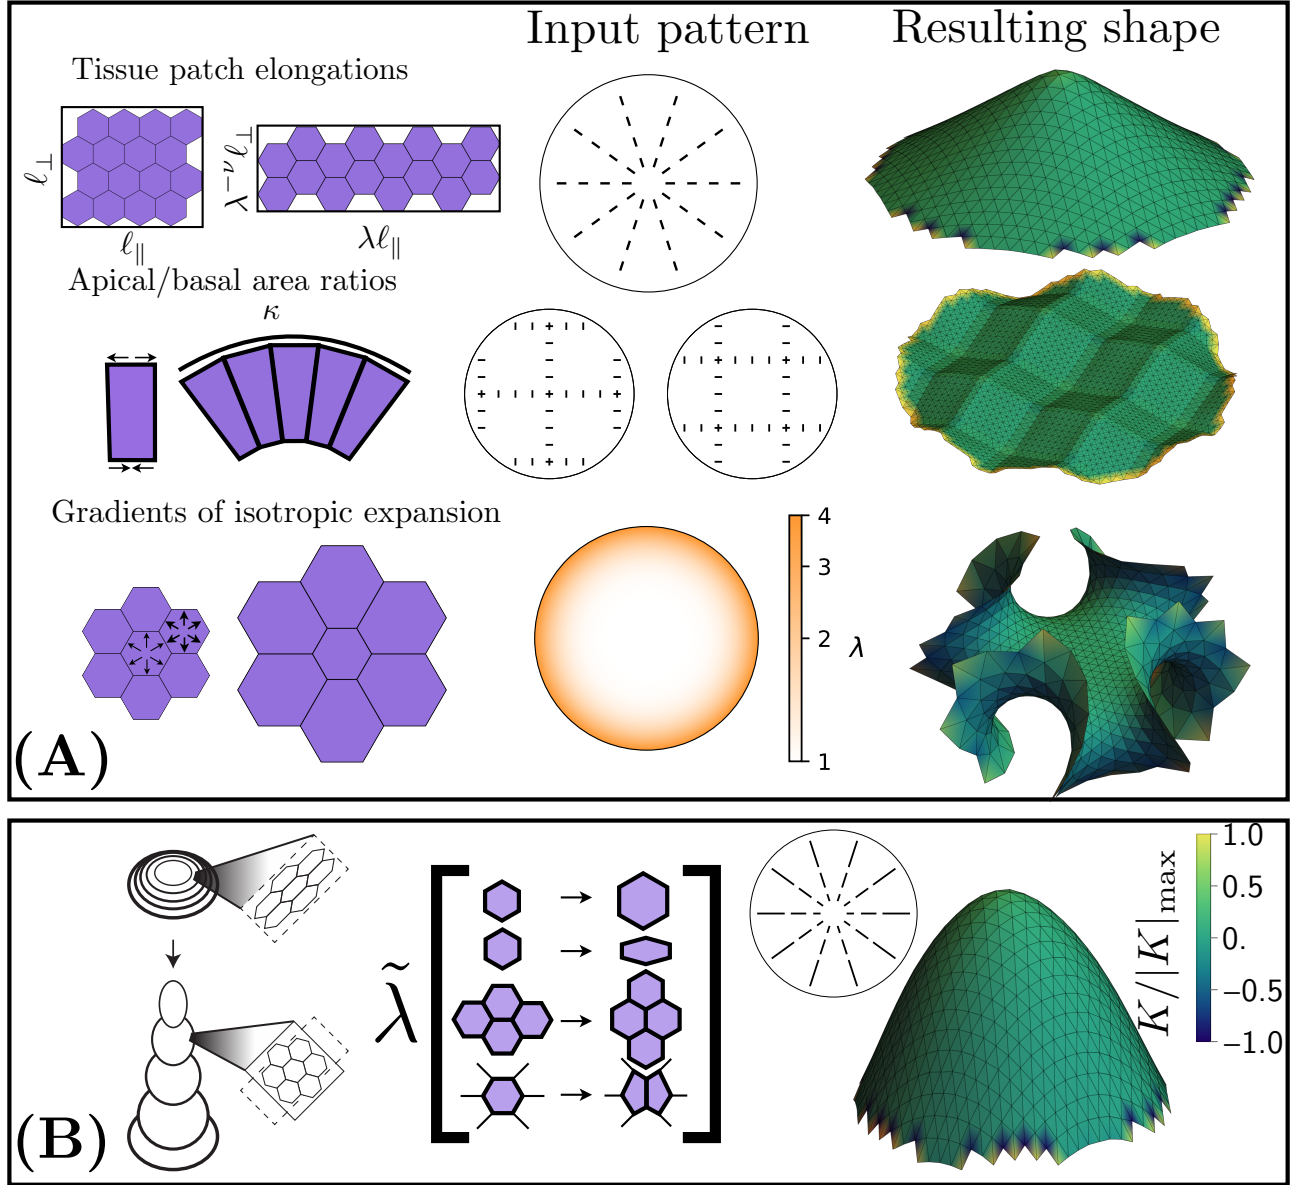 Input pattern
Resulting shape
Tissue patch elongations
ℓ⊥
ℓ∥
λ^{-ν}ℓ⊥
λℓ∥
Apical/basal area ratios
κ
Gradients of isotropic expansion
4
3
2
1
λ
(A)
λ̃
K/|K|max
1.0
0.5
0.
−0.5
−1.0
(B)